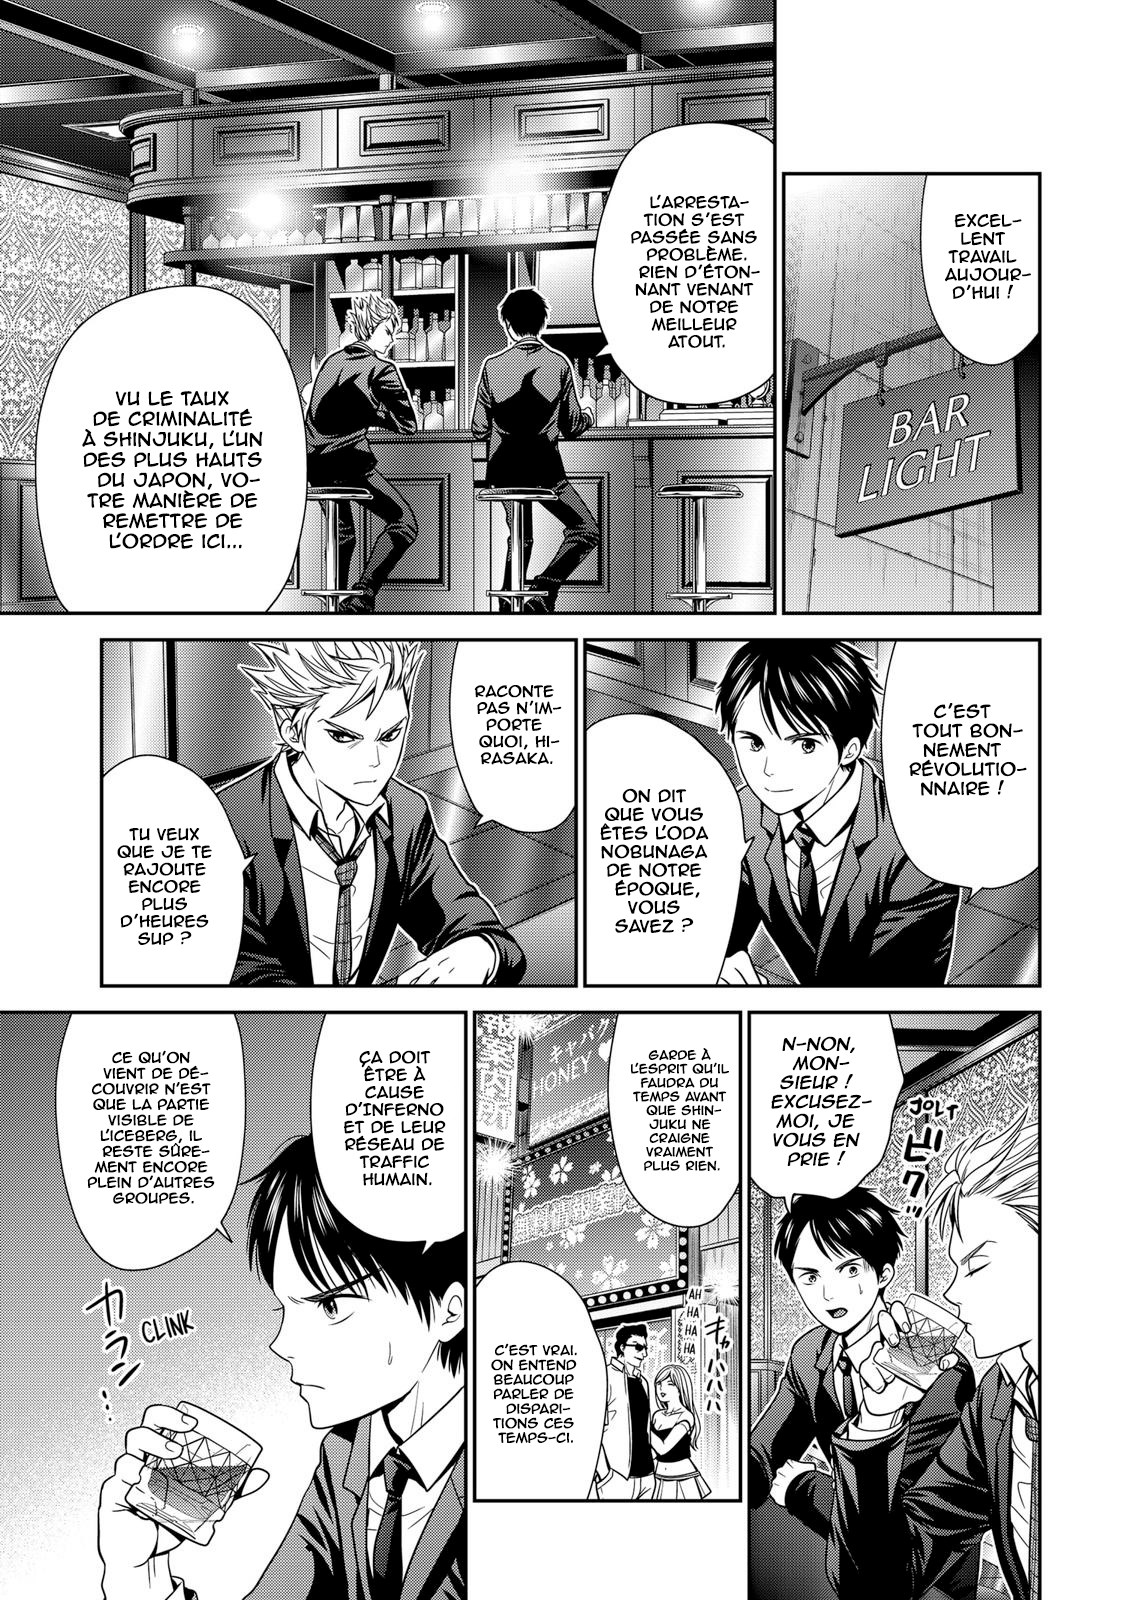 EXCEL-
LENT
TRAVAIL
AUJOUR-
D'HUI !
BAR
LIGHT
L'ARRESTA-
TION S'EST
PASSÉE SANS
PROBLÈME.
RIEN D'ÉTON-
NANT VENANT
DE NOTRE
MEILLEUR
ATOUT.
VU LE TAUX
DE CRIMINALITÉ
À SHINJUKU, L'UN
DES PLUS HAUTS
DU JAPON, VO-
TRE MANIÈRE DE
REMETTRE DE
L'ORDRE ICI...
C'EST
TOUT BON-
NEMENT
RÉVOLUTIO-
NNAIRE !
ON DIT
QUE VOUS
ÊTES L'ODA
NOBUNAGA
DE NOTRE
ÉPOQUE,
VOUS
SAVEZ ?
RACONTE
PAS N'IM-
PORTE
QUOI, HI-
RASAKA.
TU VEUX
QUE JE TE
RAJOUTE
ENCORE
PLUS
D'HEURES
SUP ?
N-NON,
MON-
SIEUR !
EXCUSEZ-
MOI, JE
VOUS EN
PRIE !
JOLT
ビクッ
GARDE À
L'ESPRIT QU'IL
FAUDRA DU
TEMPS AVANT
QUE SHIN-
JUKU NE
CRAIGNE
VRAIMENT
PLUS RIEN.
キャバク
HONEY
AH
HA
HA
HA
キャーハハハ
C'EST VRAI.
ON ENTEND
BEAUCOUP
PARLER DE
DISPARI-
TIONS CES
TEMPS-CI.
ÇA DOIT
ÊTRE À
CAUSE
D'INFERNO
ET DE LEUR
RÉSEAU DE
TRAFFIC
HUMAIN.
CE QU'ON
VIENT DE DÉ-
COUVRIR N'EST
QUE LA PARTIE
VISIBLE DE
L'ICEBERG, IL
RESTE SÛRE-
MENT ENCORE
PLEIN D'AUTRES
GROUPES.
カラン…
CLINK